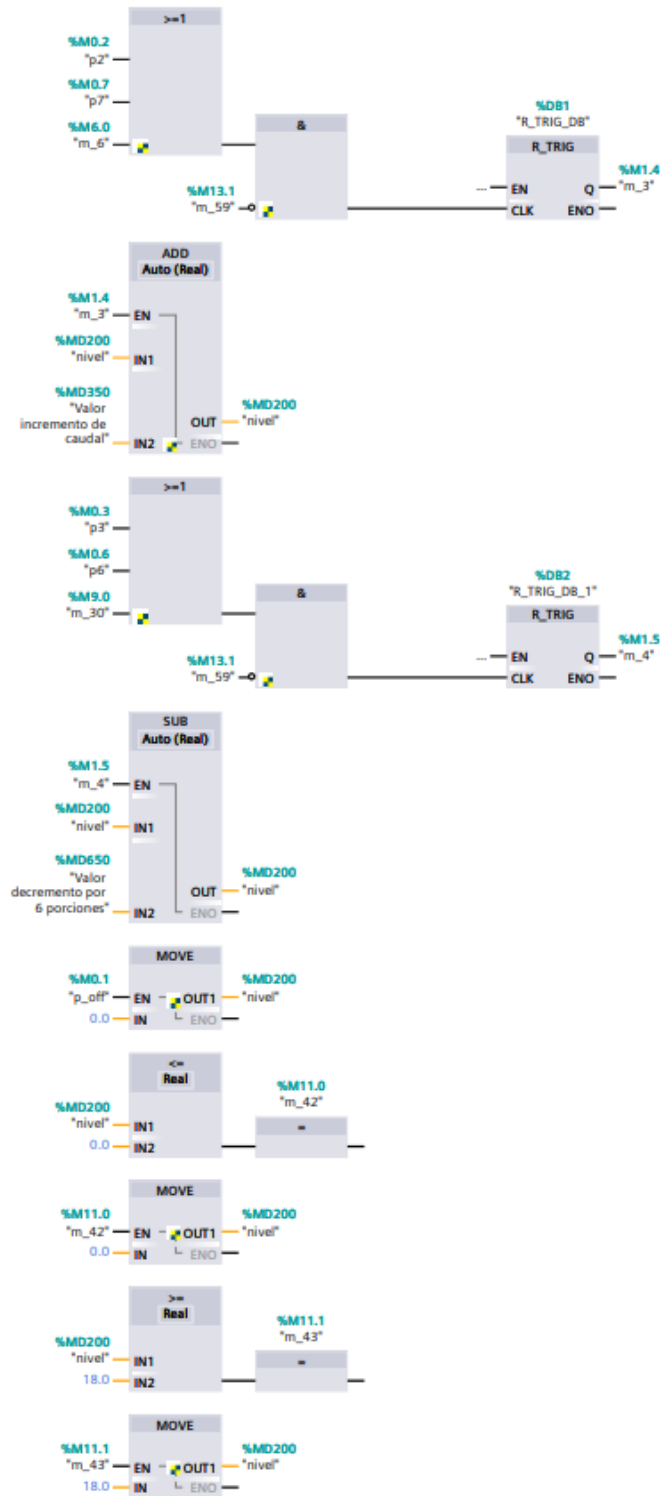 >=1
%M0.2
"p2"
%M0.7
"p7"
%M6.0
"m_6"
&
%M13.1
"m_59"
%DB1
"R_TRIG_DB"
R_TRIG
... EN Q
%M1.4
"m_3"
CLK ENO
ADD
Auto (Real)
%M1.4
"m_3"
EN
%MD200
"nivel"
IN1
%MD350
"Valor
incremento de
caudal"
IN2
OUT
%MD200
"nivel"
ENO
>=1
%M0.3
"p3"
%M0.6
"p6"
%M9.0
"m_30"
&
%M13.1
"m_59"
%DB2
"R_TRIG_DB_1"
R_TRIG
... EN Q
%M1.5
"m_4"
CLK ENO
SUB
Auto (Real)
%M1.5
"m_4"
EN
%MD200
"nivel"
IN1
%MD650
"Valor
decremento por
6 porciones"
IN2
OUT
%MD200
"nivel"
ENO
MOVE
%M0.1
"p_off"
EN
OUT1
%MD200
"nivel"
0.0 IN
ENO
<=
Real
%MD200
"nivel"
IN1
0.0 IN2
%M11.0
"m_42"
=
MOVE
%M11.0
"m_42"
EN
OUT1
%MD200
"nivel"
0.0 IN
ENO
>=
Real
%MD200
"nivel"
IN1
18.0 IN2
%M11.1
"m_43"
=
MOVE
%M11.1
"m_43"
EN
OUT1
%MD200
"nivel"
18.0 IN
ENO